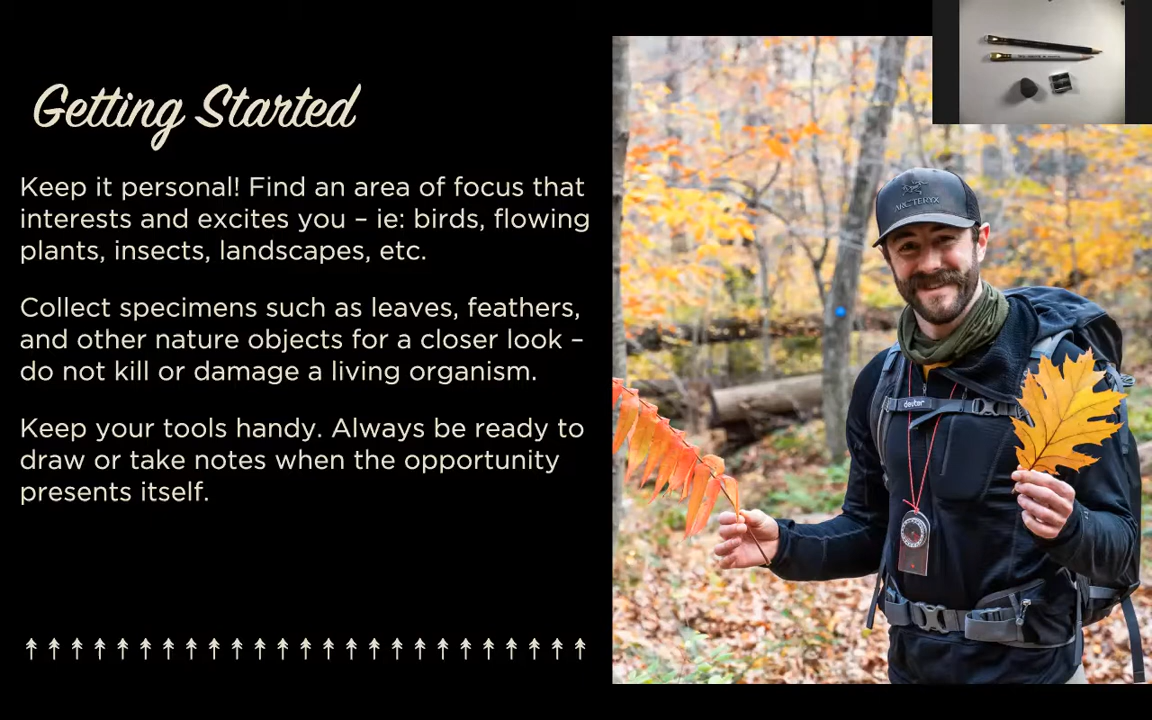 Getting Started
Keep it personal! Find an area of focus that
interests and excites you – ie: birds, flowing
plants, insects, landscapes, etc.
Collect specimens such as leaves, feathers,
and other nature objects for a closer look –
do not kill or damage a living organism.
Keep your tools handy. Always be ready to
draw or take notes when the opportunity
presents itself.
ARC'TERYX
deuter